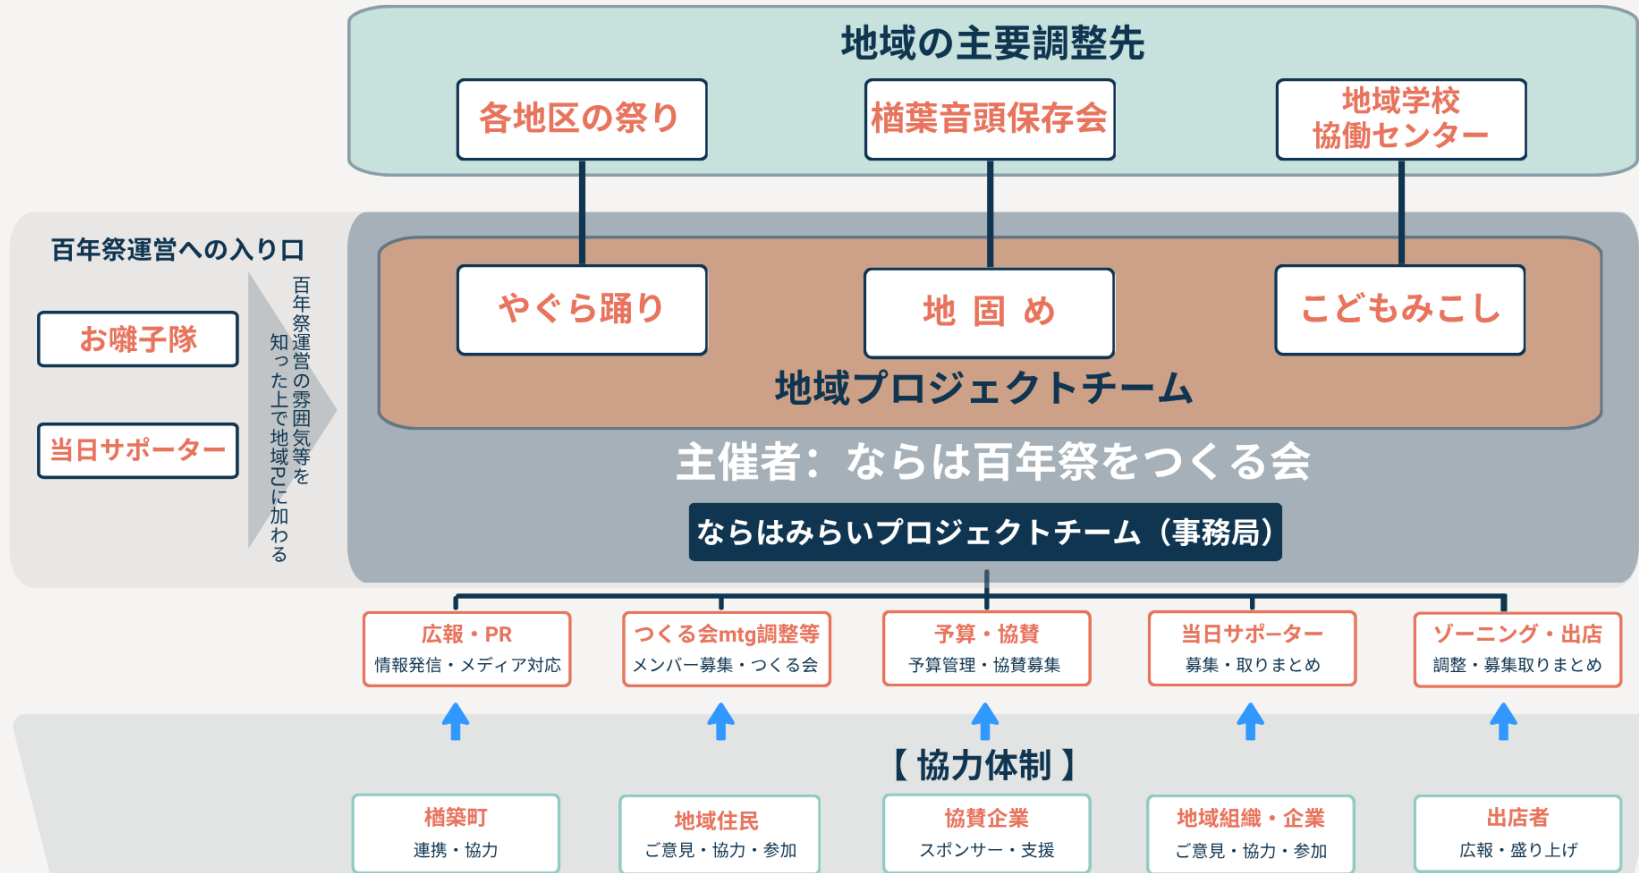 地域の主要調整先
各地区の祭り
楢葉音頭保存会
地域学校
協働センター
百年祭運営への入り口
お囃子隊
当日サポーター
百年祭運営の雰囲気等を
知った上で地域PJに加わる
やぐら踊り
地 固 め
こどもみこし
地域プロジェクトチーム
主催者：ならは百年祭をつくる会
ならはみらいプロジェクトチーム（事務局）
広報・PR
情報発信・メディア対応
つくる会mtg調整等
メンバー募集・つくる会
予算・協賛
予算管理・協賛募集
当日サポーター
募集・取りまとめ
ゾーニング・出店
調整・募集取りまとめ
【 協力体制 】
楢築町
連携・協力
地域住民
ご意見・協力・参加
協賛企業
スポンサー・支援
地域組織・企業
ご意見・協力・参加
出店者
広報・盛り上げ